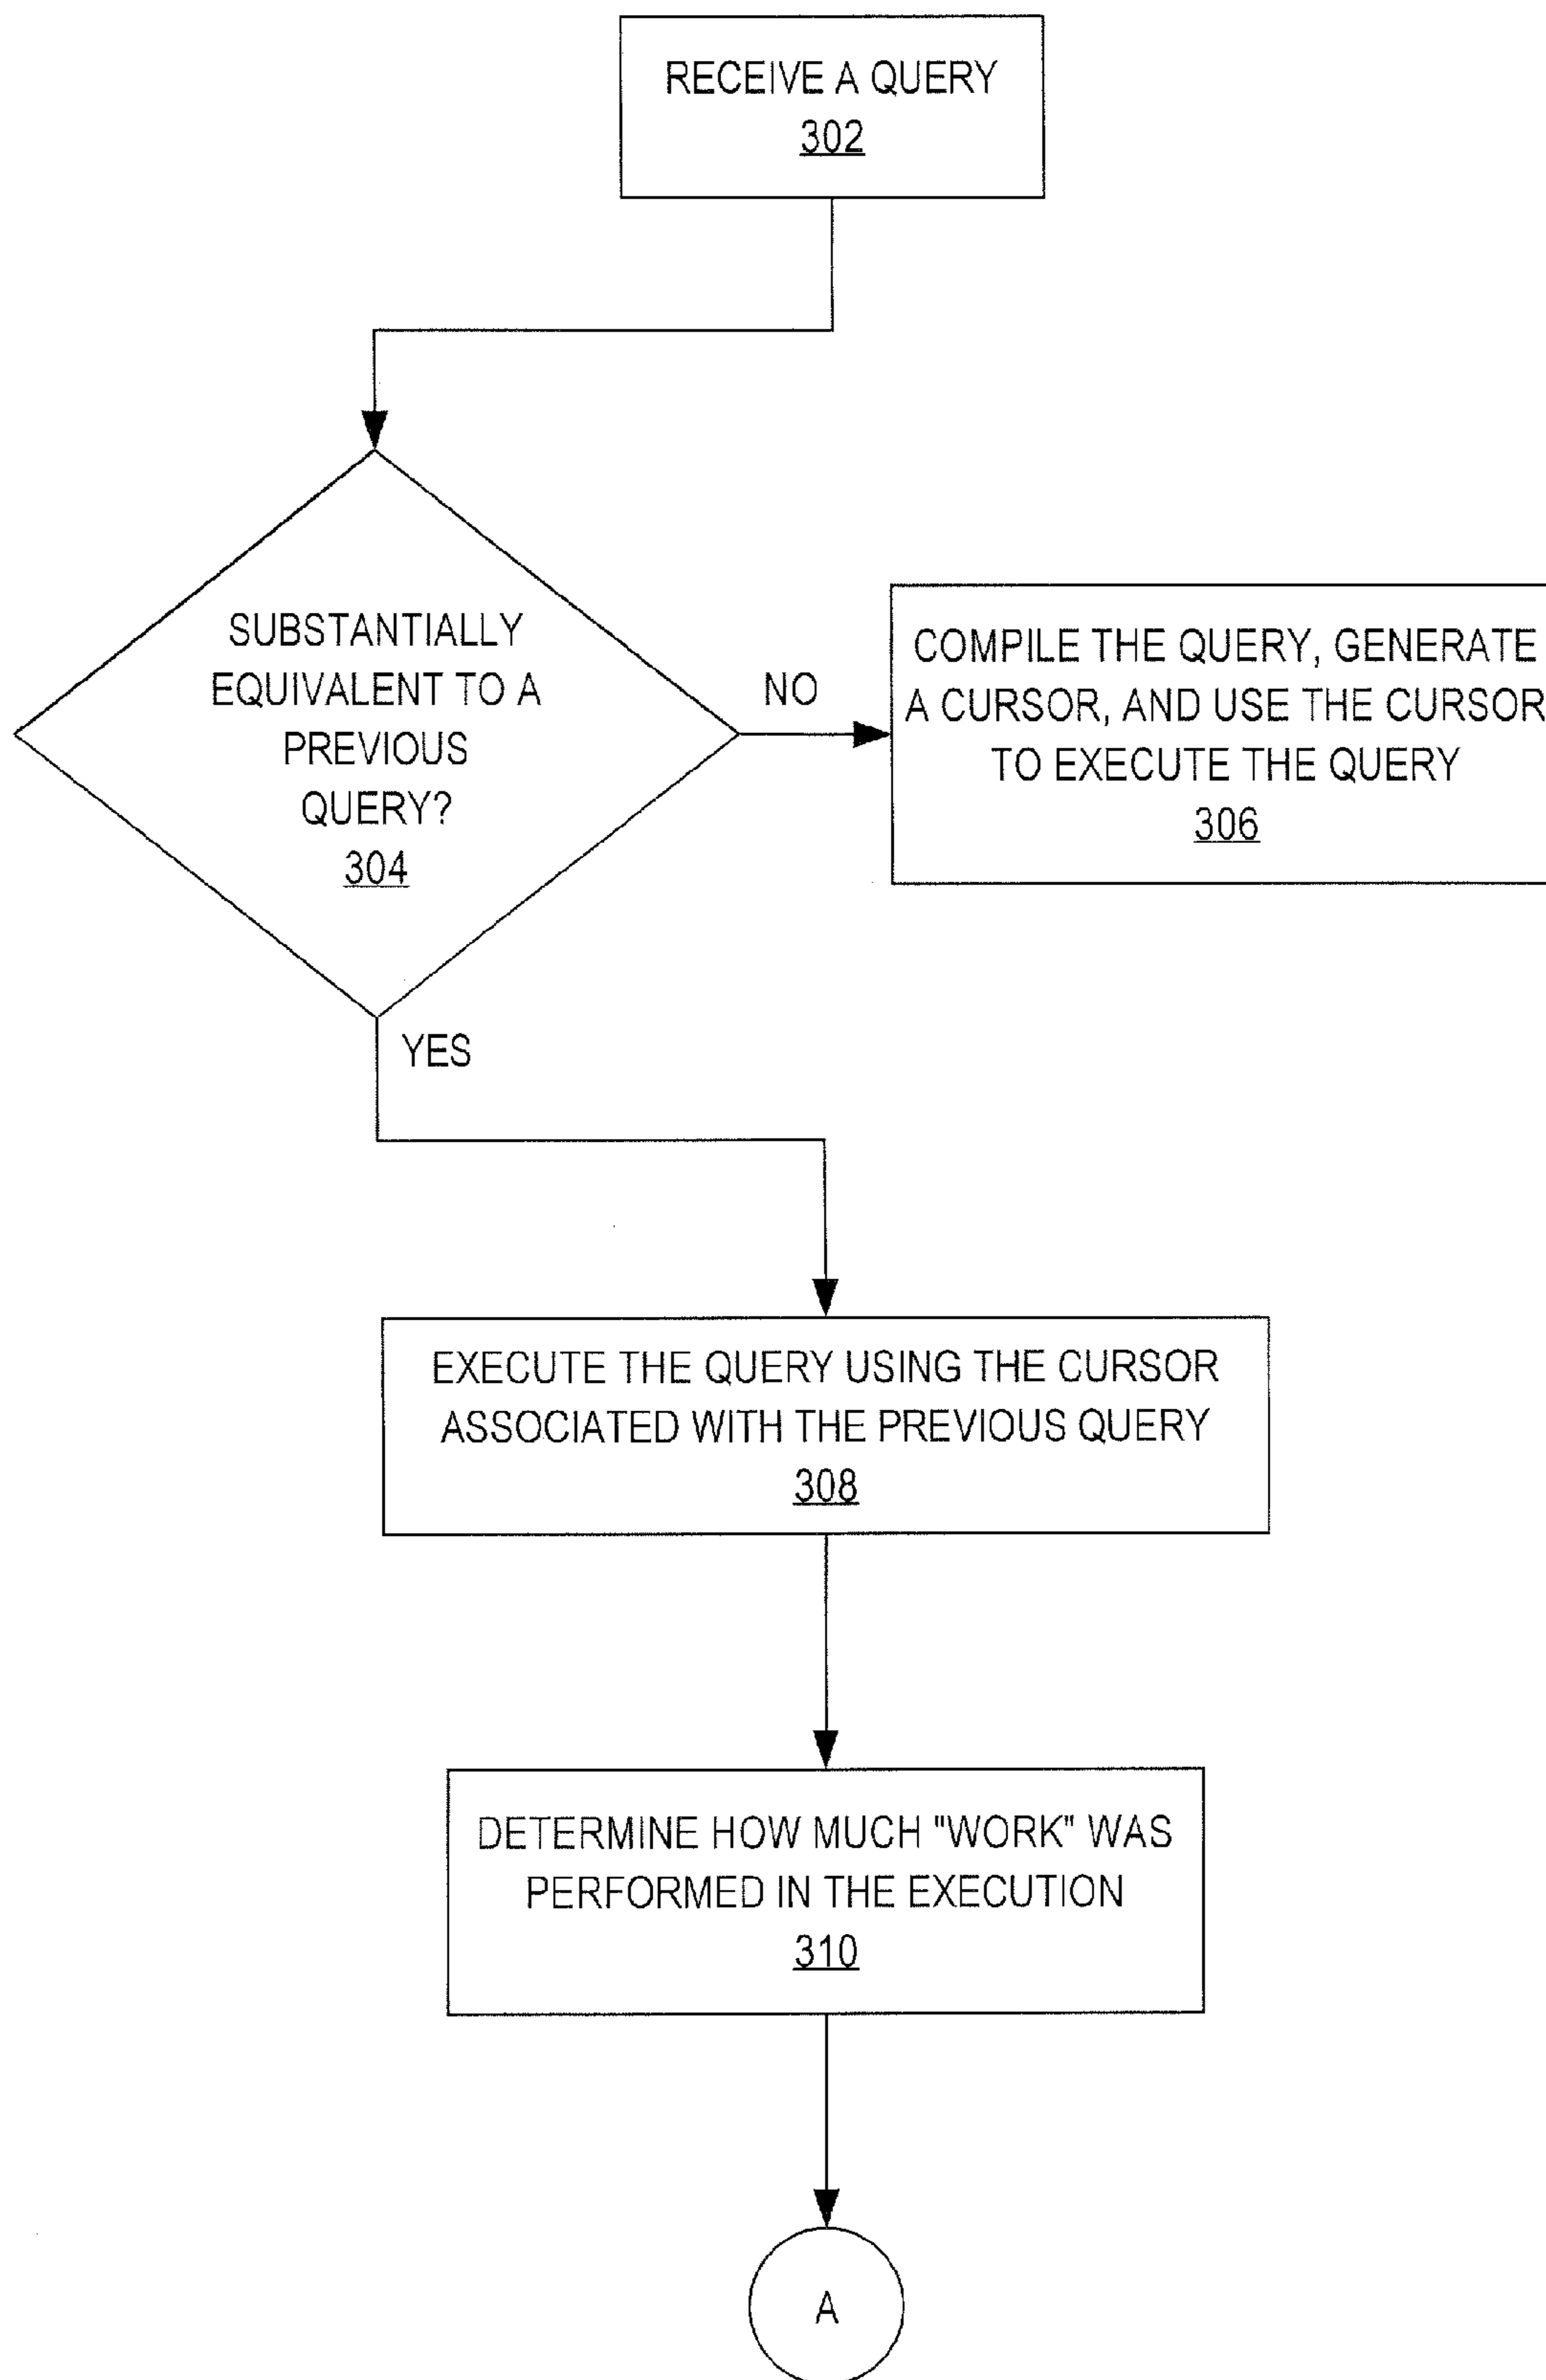 RECEIVE A QUERY
302
SUBSTANTIALLY
EQUIVALENT TO A
PREVIOUS
QUERY?
304
NO
COMPILE THE QUERY, GENERATE
A CURSOR, AND USE THE CURSOR
TO EXECUTE THE QUERY
306
YES
EXECUTE THE QUERY USING THE CURSOR
ASSOCIATED WITH THE PREVIOUS QUERY
308
DETERMINE HOW MUCH "WORK" WAS
PERFORMED IN THE EXECUTION
310
A